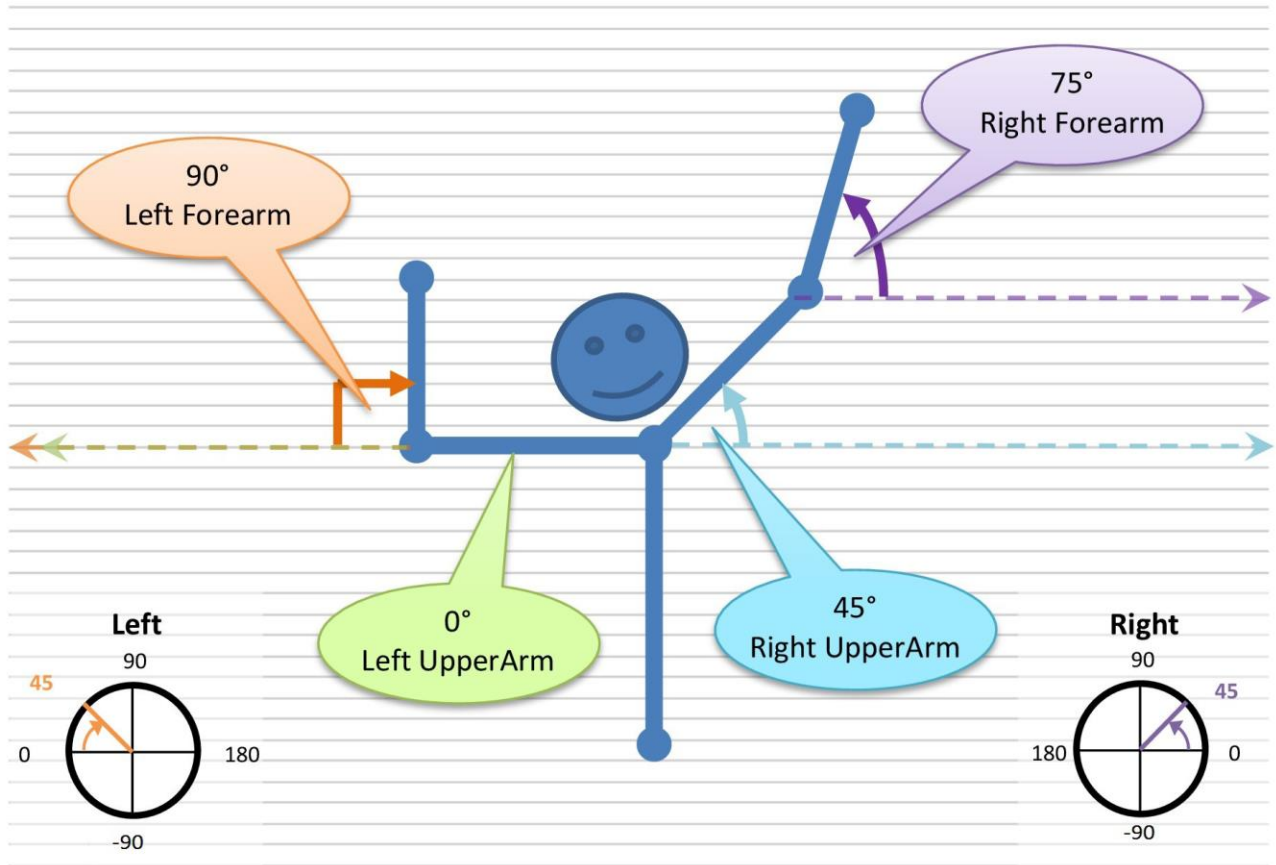 75°
Right Forearm
90°
Left Forearm
0°
Left UpperArm
45°
Right UpperArm
Left
90
45
0
180
-90
Right
90
45
180
0
-90